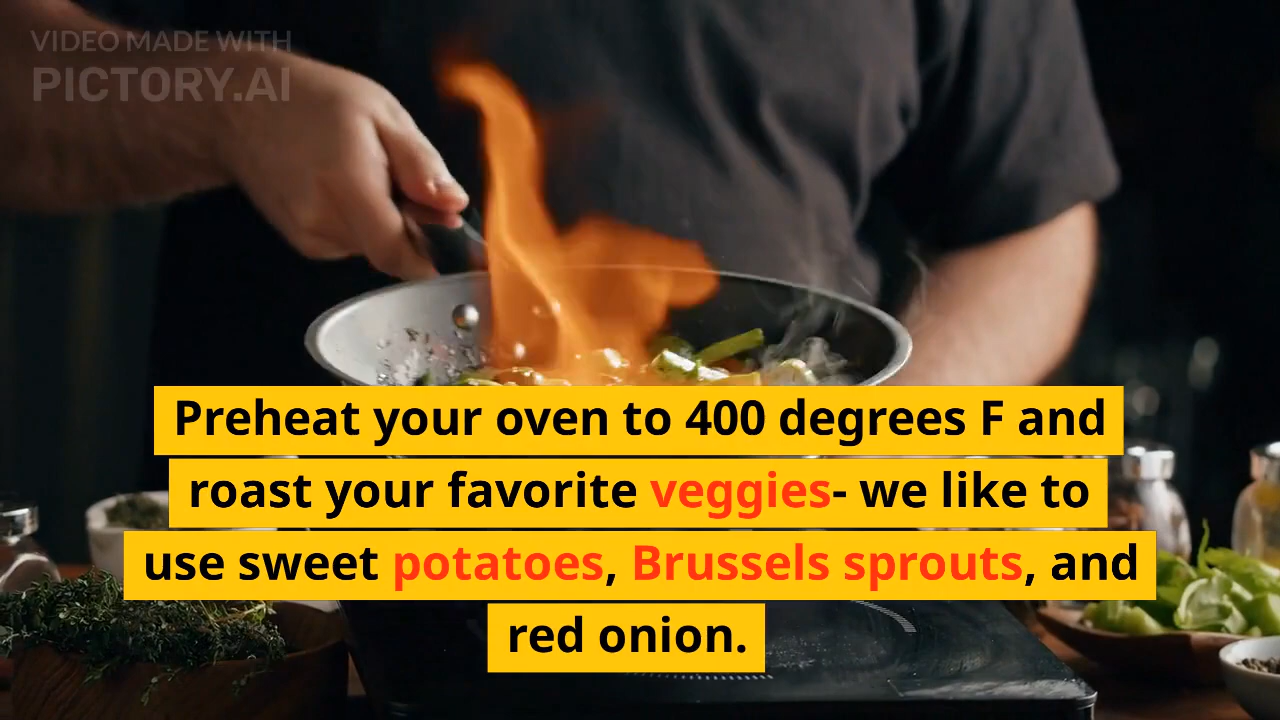 VIDEO MADE WITH
PICTORY.AI
Preheat your oven to 400 degrees F and
roast your favorite veggies- we like to
use sweet potatoes, Brussels sprouts, and
red onion.